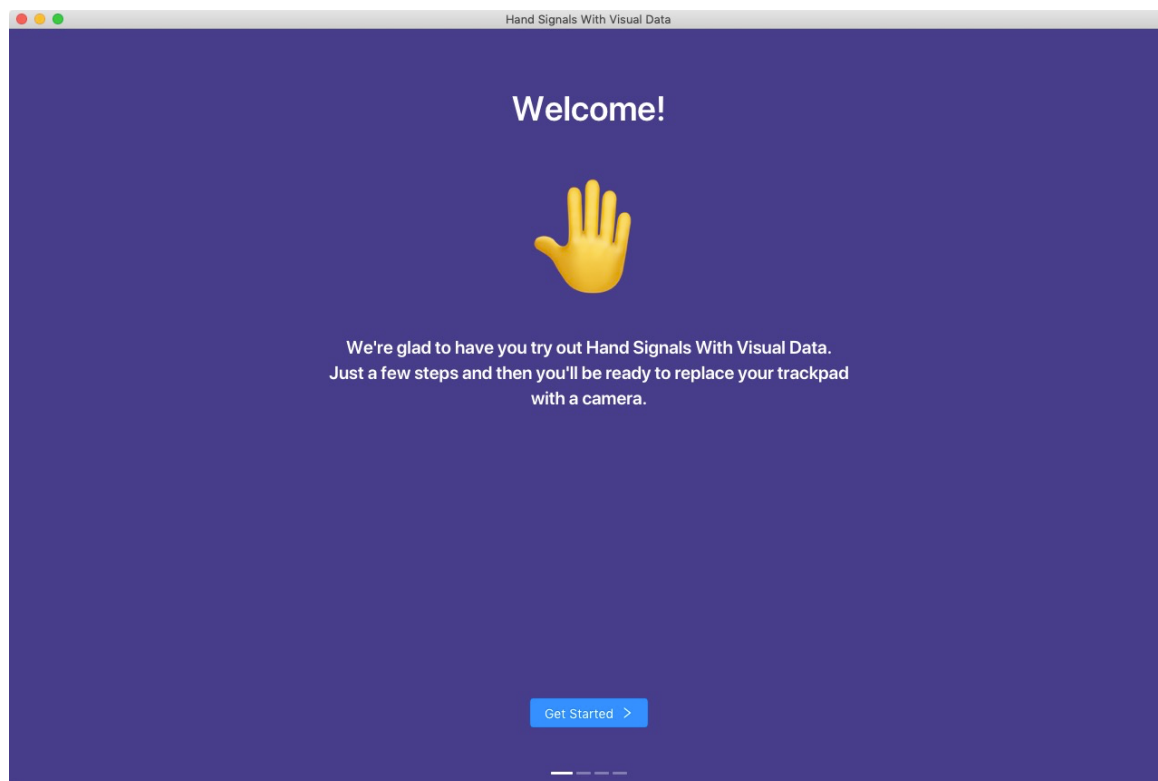 Hand Signals With Visual Data
Welcome!
We're glad to have you try out Hand Signals With Visual Data.
Just a few steps and then you'll be ready to replace your trackpad
with a camera.
Get Started >